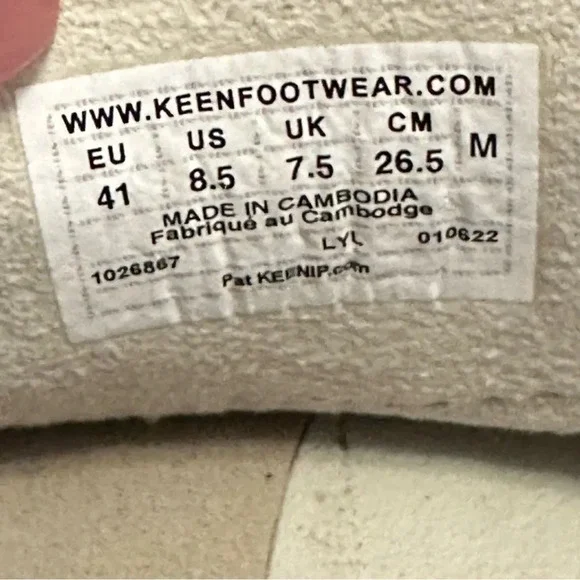 WWW.KEENFOOTWEAR.COM
EU US UK CM M
41 8.5 7.5 26.5
MADE IN CAMBODIA
Fabriqué au Cambodge
LYL 010622
1026867
Pat KEENIP.com